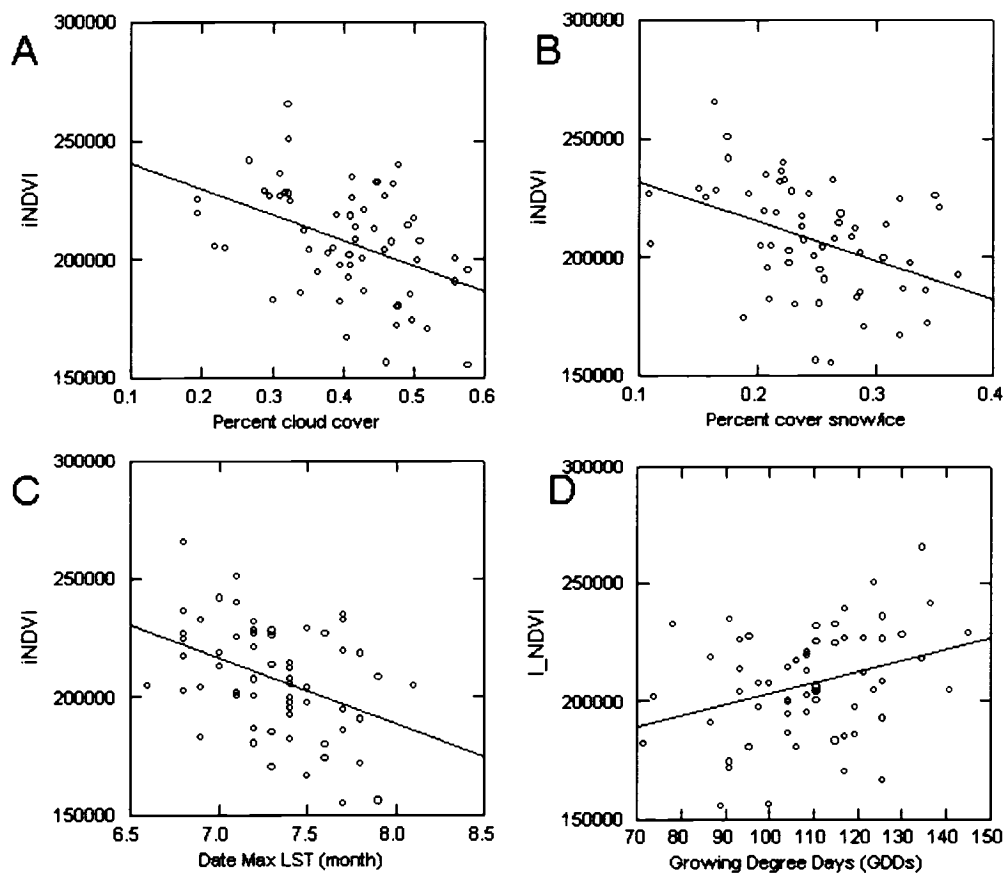 A
300000
250000
200000
150000
iNDVI
0.1 0.2 0.3 0.4 0.5 0.6
Percent cloud cover
B
300000
250000
200000
150000
iNDVI
0.1 0.2 0.3 0.4
Percent cover snow/ice
C
300000
250000
200000
150000
iNDVI
6.5 7.0 7.5 8.0 8.5
Date Max LST (month)
D
300000
250000
200000
150000
I_NDVI
70 80 90 100 110 120 130 140 150
Growing Degree Days (GDDs)